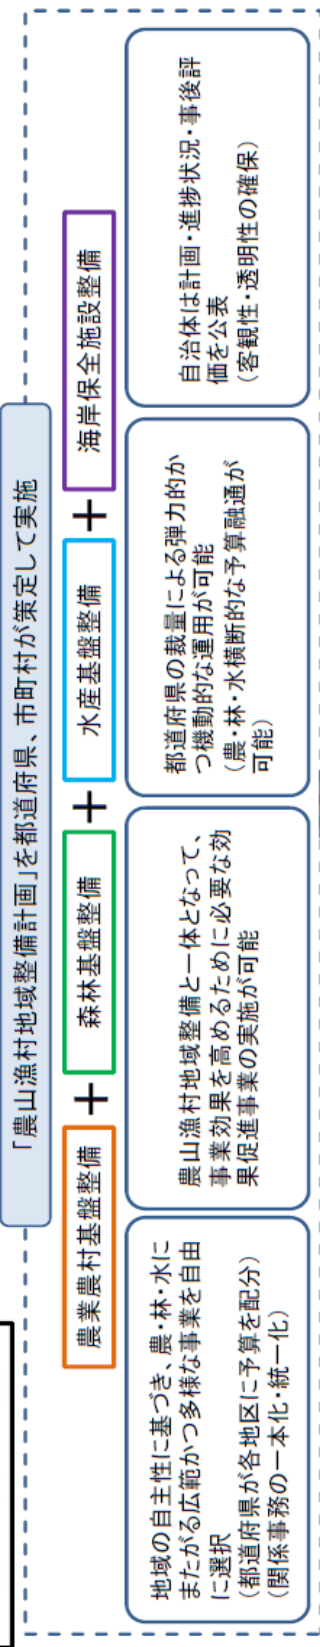 「農山漁村地域整備計画」を都道府県、市町村が策定して実施
農業農村基盤整備
＋
森林基盤整備
＋
水産基盤整備
＋
海岸保全施設整備
地域の自主性に基づき、農・林・水に
またがる広範かつ多様な事業を自由
に選択
（都道府県が各地区に予算を配分）
（関係事務の一本化・統一化）
農山漁村地域整備と一体となって、
事業効果を高めるために必要な効
果促進事業の実施が可能
都道府県の裁量による弾力的か
つ機動的な運用が可能
（農・林・水横断的な予算融通が
可能）
自治体は計画・進捗状況・事後評
価を公表
（客観性・透明性の確保）